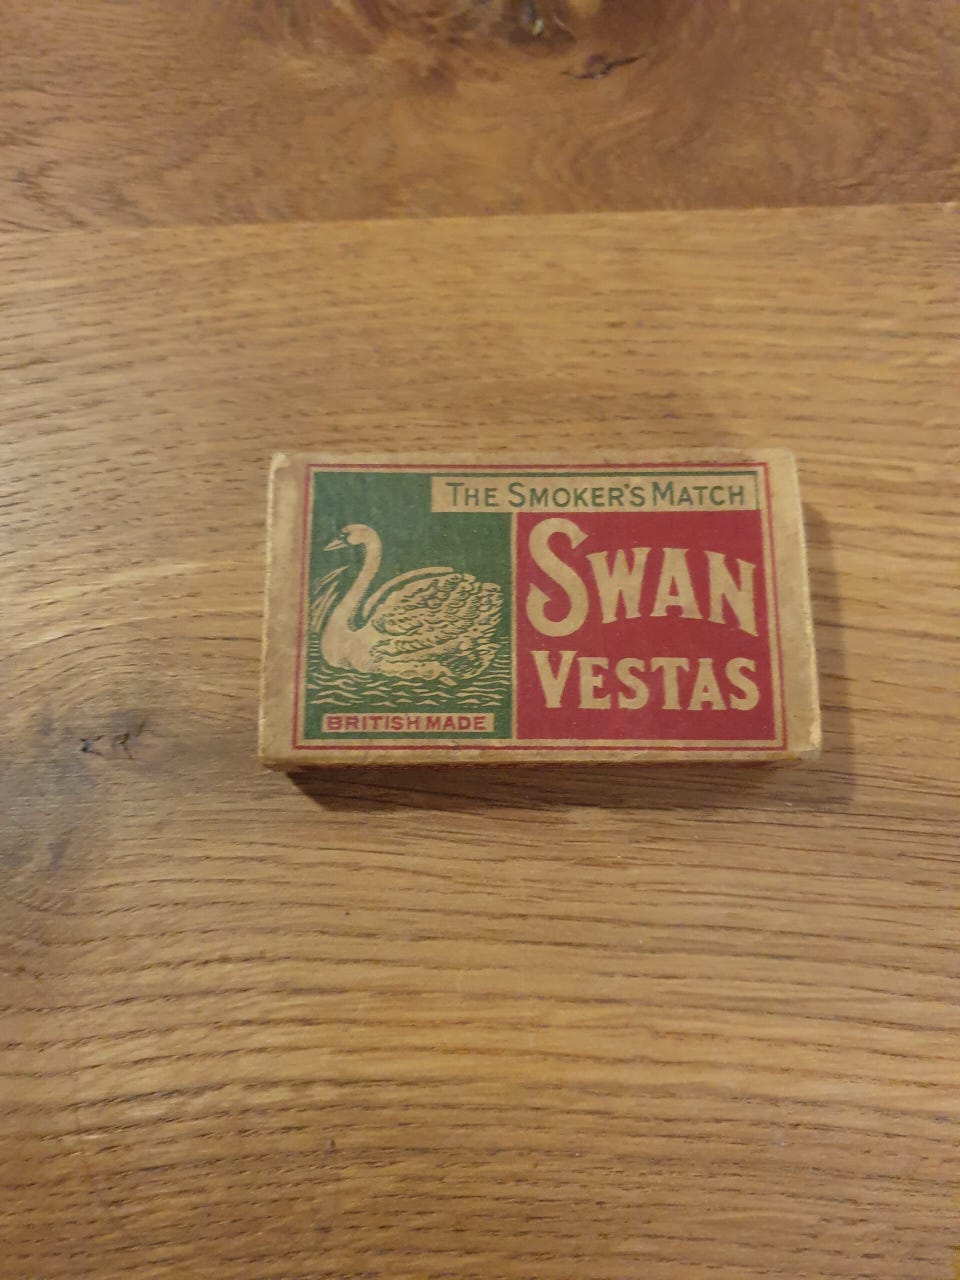 The Smoker's Match
Swan
Vestas
British Made